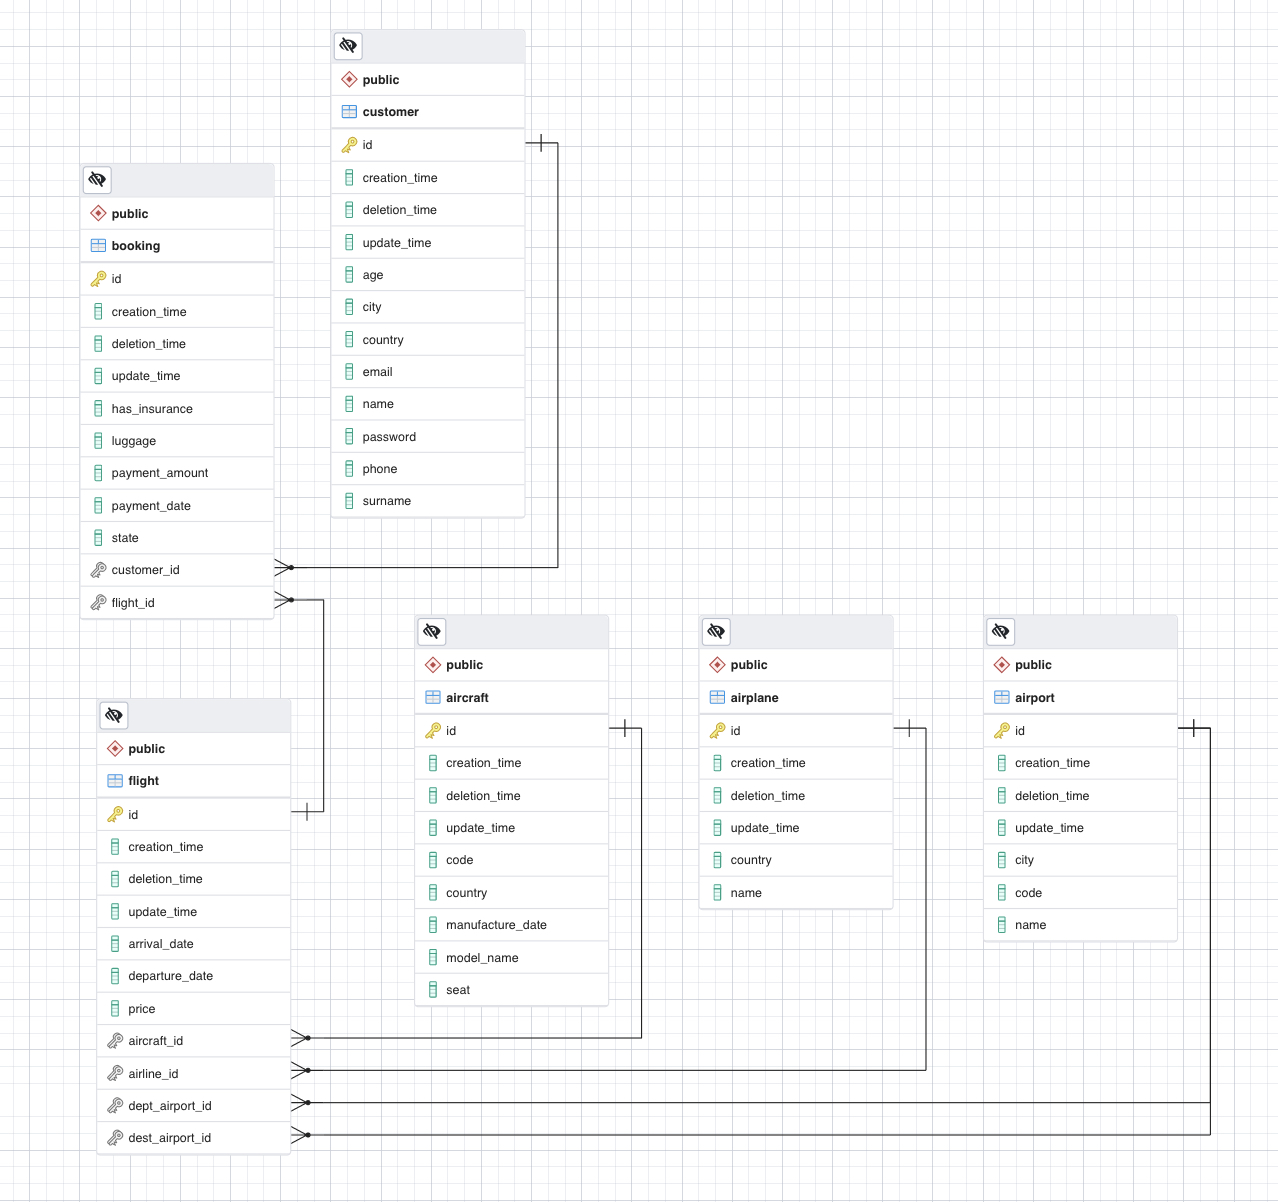 public
customer
id
creation_time
deletion_time
update_time
age
city
country
email
name
password
phone
surname
public
booking
id
creation_time
deletion_time
update_time
has_insurance
luggage
payment_amount
payment_date
state
customer_id
flight_id
public
flight
id
creation_time
deletion_time
update_time
arrival_date
departure_date
price
aircraft_id
airline_id
dept_airport_id
dest_airport_id
public
aircraft
id
creation_time
deletion_time
update_time
code
country
manufacture_date
model_name
seat
public
airplane
id
creation_time
deletion_time
update_time
country
name
public
airport
id
creation_time
deletion_time
update_time
city
code
name